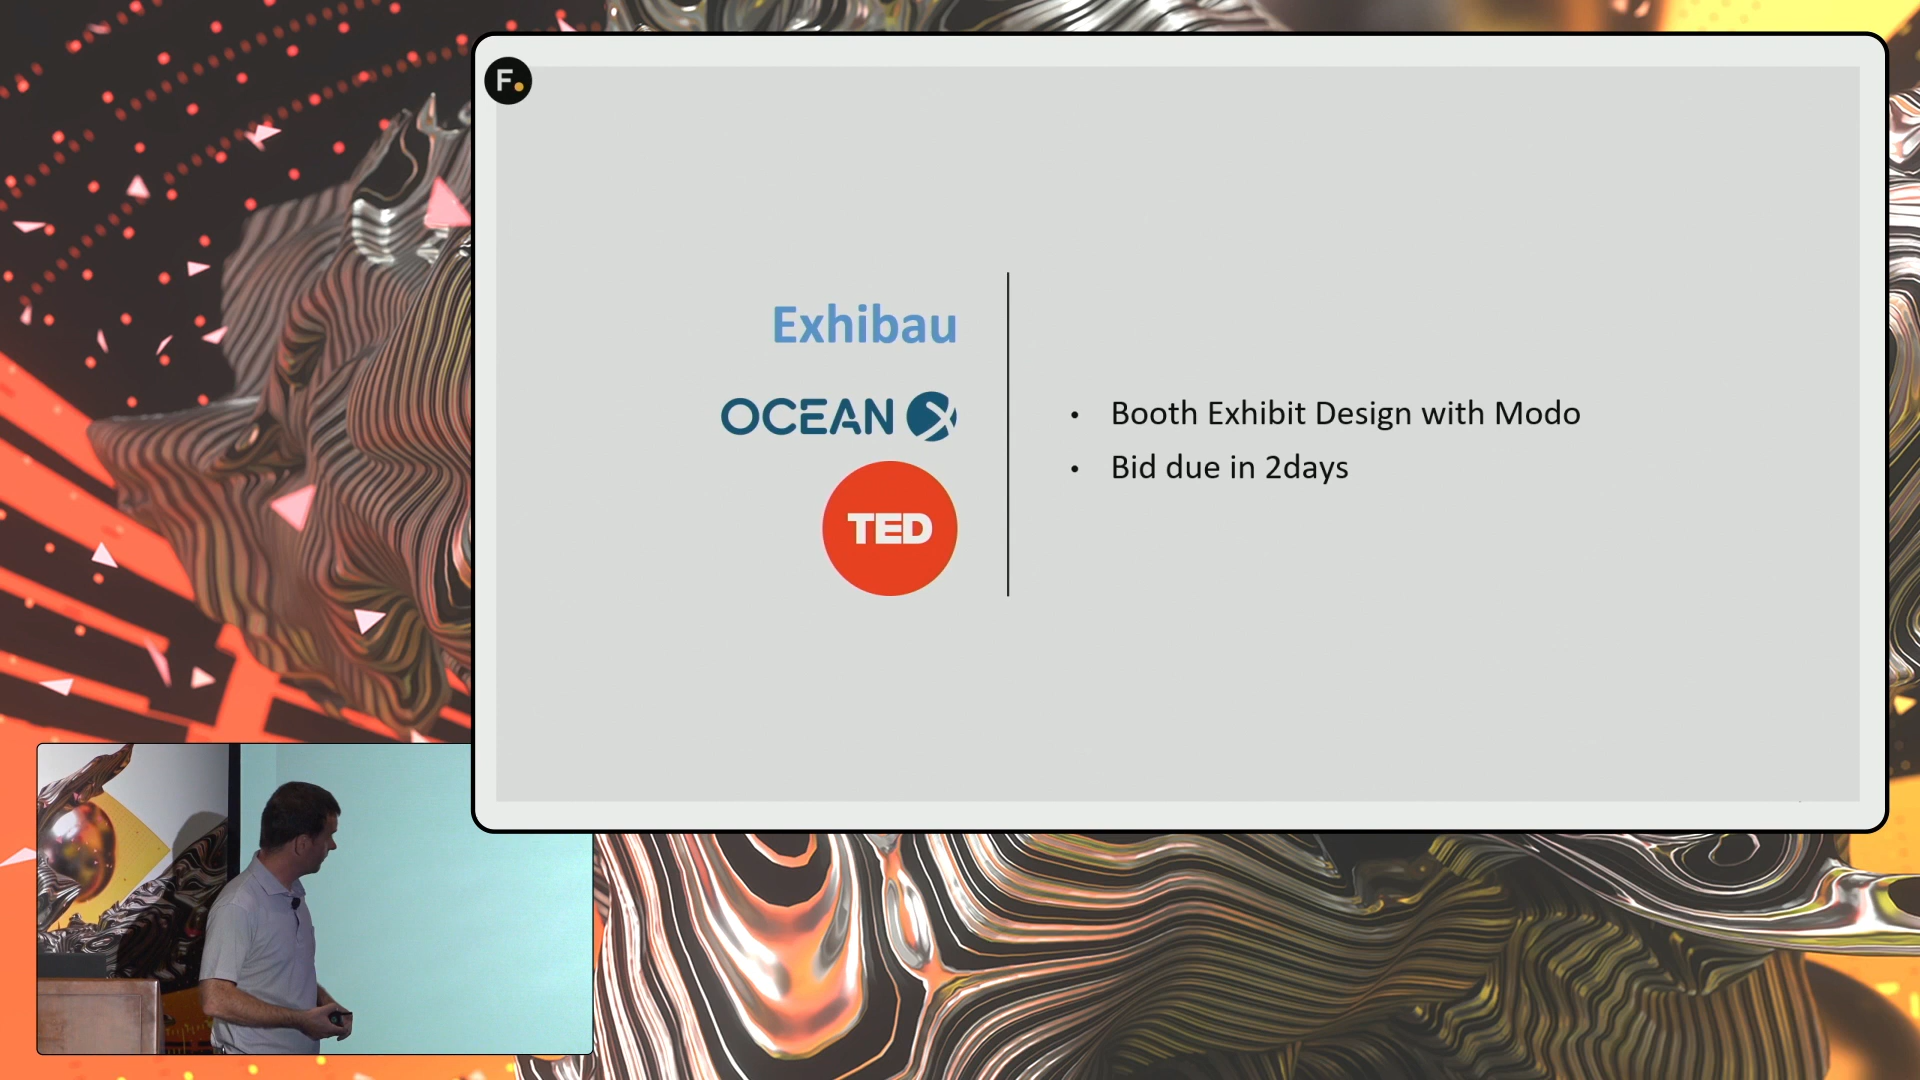 F.
Exhibau
OCEAN X
TED
• Booth Exhibit Design with Modo
• Bid due in 2days